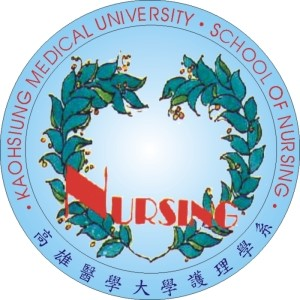 • KAOHSIUNG MEDICAL UNIVERSITY • SCHOOL OF NURSING •
NURSING
高雄醫學大學護理學系